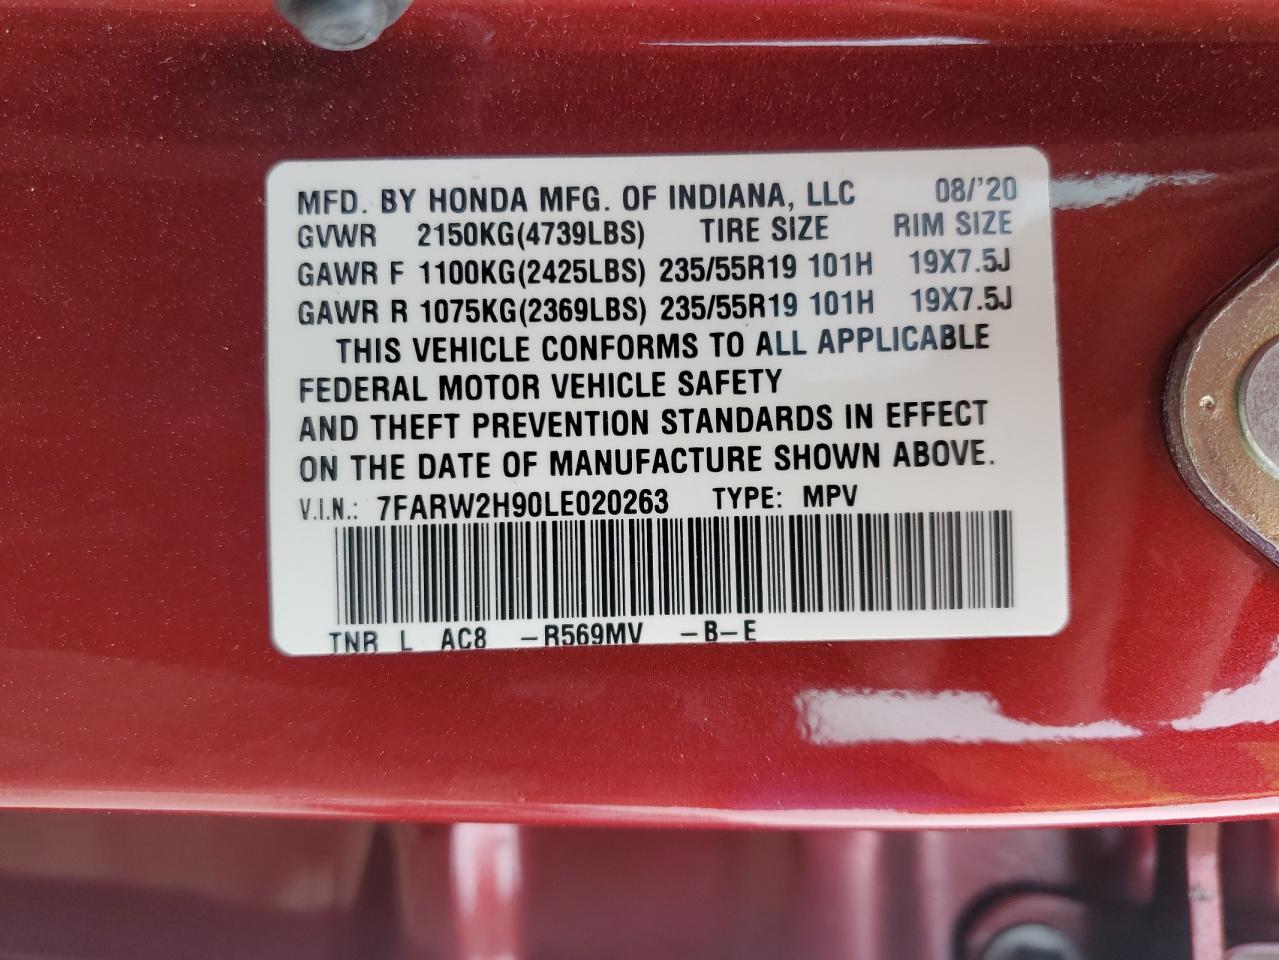 MFD. BY HONDA MFG. OF INDIANA, LLC 08/'20
GVWR 2150KG(4739LBS) TIRE SIZE RIM SIZE
GAWR F 1100KG(2425LBS) 235/55R19 101H 19X7.5J
GAWR R 1075KG(2369LBS) 235/55R19 101H 19X7.5J
THIS VEHICLE CONFORMS TO ALL APPLICABLE
FEDERAL MOTOR VEHICLE SAFETY
AND THEFT PREVENTION STANDARDS IN EFFECT
ON THE DATE OF MANUFACTURE SHOWN ABOVE.
V.I.N.: 7FARW2H90LE020263 TYPE: MPV
TNR L AC8 -R569MV -B-E